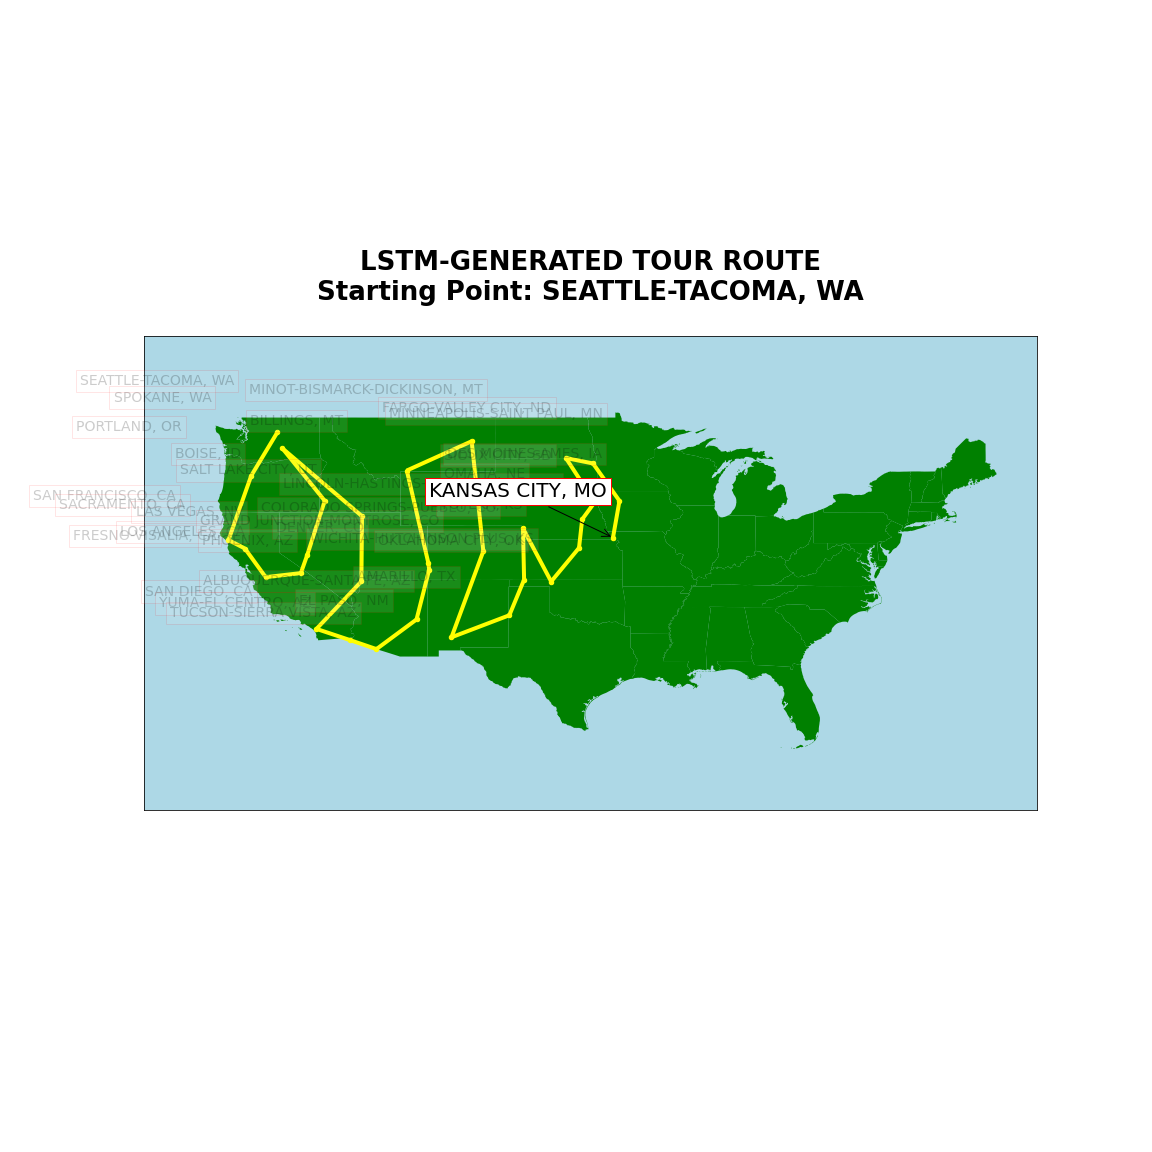 LSTM-GENERATED TOUR ROUTE
Starting Point: SEATTLE-TACOMA, WA
SEATTLE-TACOMA, WA
MINOT-BISMARCK-DICKINSON, MT
SPOKANE, WA
FARGO-VALLEY CITY, ND
MINNEAPOLIS-SAINT PAUL, MN
BILLINGS, MT
PORTLAND, OR
BOISE, ID
DES MOINES-AMES, IA
SALT LAKE CITY, UT
OMAHA, NE
LINCOLN-HASTINGS
KANSAS CITY, MO
SAN FRANCISCO, CA
SACRAMENTO, CA
COLORADO SPRINGS
LAS VEGAS, NV
GRAND JUNCTION-MONTROSE, CO
LOS ANGELES
FRESNO-VISALIA,
PHOENIX, AZ
WICHITA-
OKLAHOMA CITY, OK
ALBUQUERQUE-SANTA FE,
AMARILLO, TX
SAN DIEGO, CA
YUMA-EL CENTRO,
EL PASO, NM
TUCSON-SIERRA VISTA, AZ